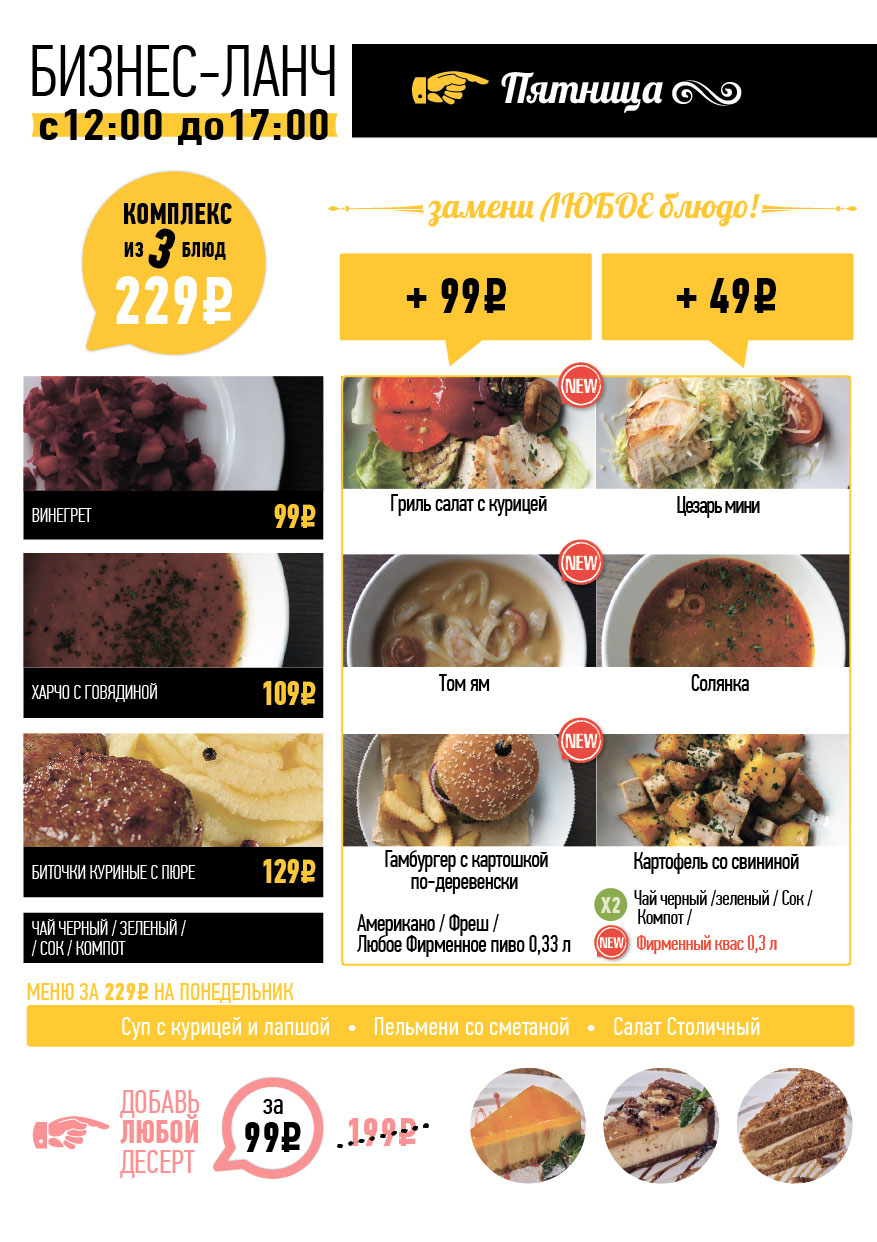 БИЗНЕС-ЛАНЧ
с 12:00 до 17:00
Пятница
КОМПЛЕКС
ИЗ 3 БЛЮД
229₽
замени ЛЮБОЕ блюдо!
+ 99₽
+ 49₽
ВИНЕГРЕТ 99₽
NEW
Гриль салат с курицей
Цезарь мини
ХАРЧО С ГОВЯДИНОЙ 109₽
NEW
Том ям
Солянка
БИТОЧКИ КУРИНЫЕ С ПЮРЕ 129₽
NEW
Гамбургер с картошкой
по-деревенски
Картофель со свининой
ЧАЙ ЧЕРНЫЙ / ЗЕЛЕНЫЙ /
/ СОК / КОМПОТ
Американо / Фреш /
Любое Фирменное пиво 0,33 л
X2 Чай черный /зеленый / Сок /
Компот /
NEW Фирменный квас 0,3 л
МЕНЮ ЗА 229₽ НА ПОНЕДЕЛЬНИК
Суп с курицей и лапшой • Пельмени со сметаной • Салат Столичный
ДОБАВЬ
ЛЮБОЙ
ДЕСЕРТ
за
99₽
199₽